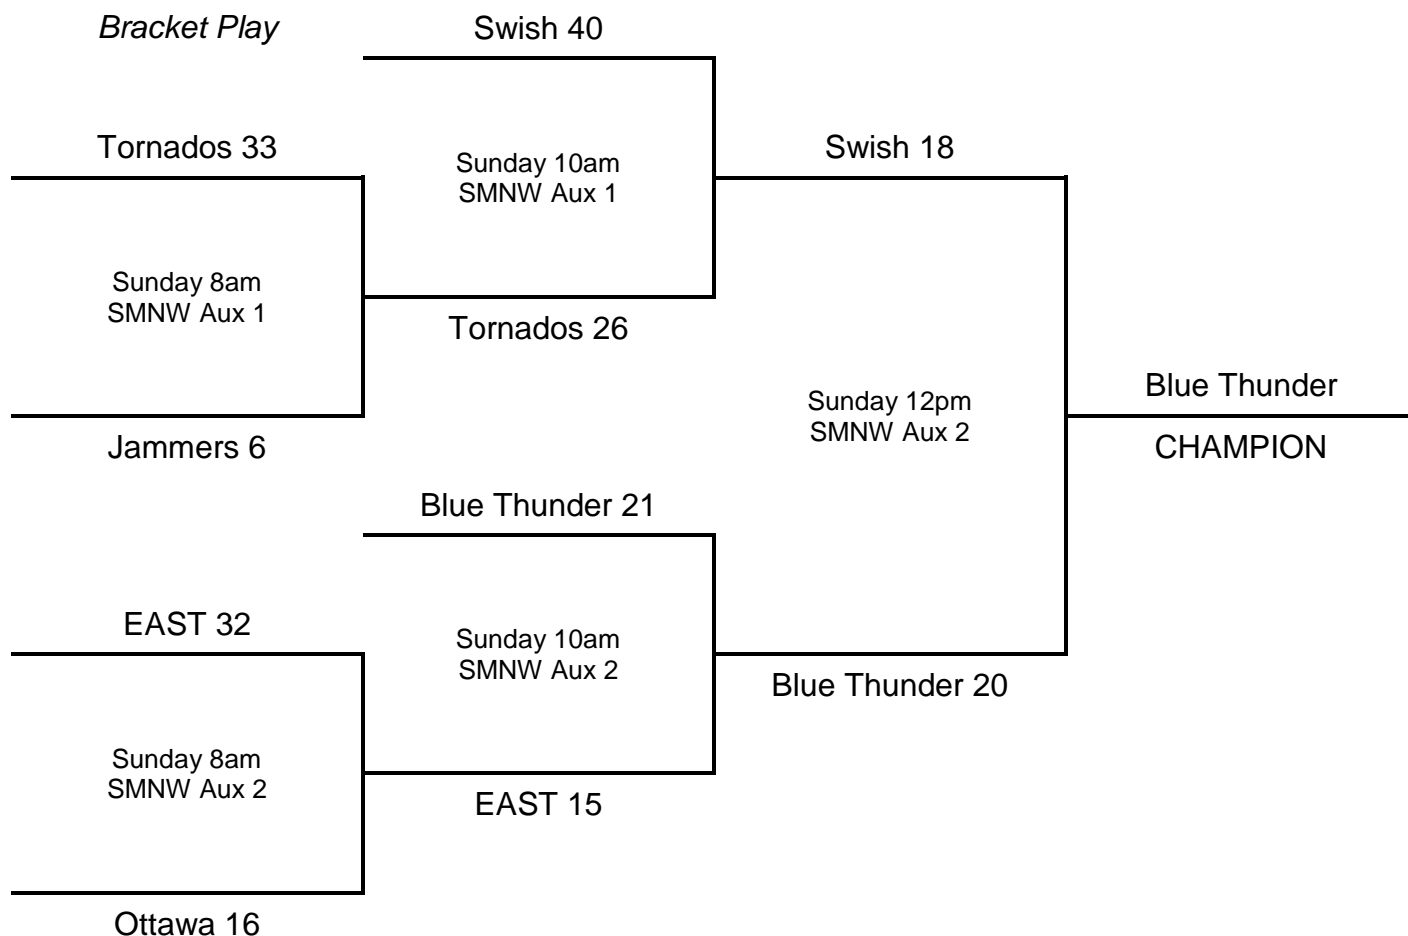 Bracket Play
Swish 40
Tornados 33
Sunday 10am
SMNW Aux 1
Swish 18
Sunday 8am
SMNW Aux 1
Tornados 26
Jammers 6
Sunday 12pm
SMNW Aux 2
Blue Thunder
CHAMPION
Blue Thunder 21
EAST 32
Sunday 10am
SMNW Aux 2
Blue Thunder 20
Sunday 8am
SMNW Aux 2
EAST 15
Ottawa 16